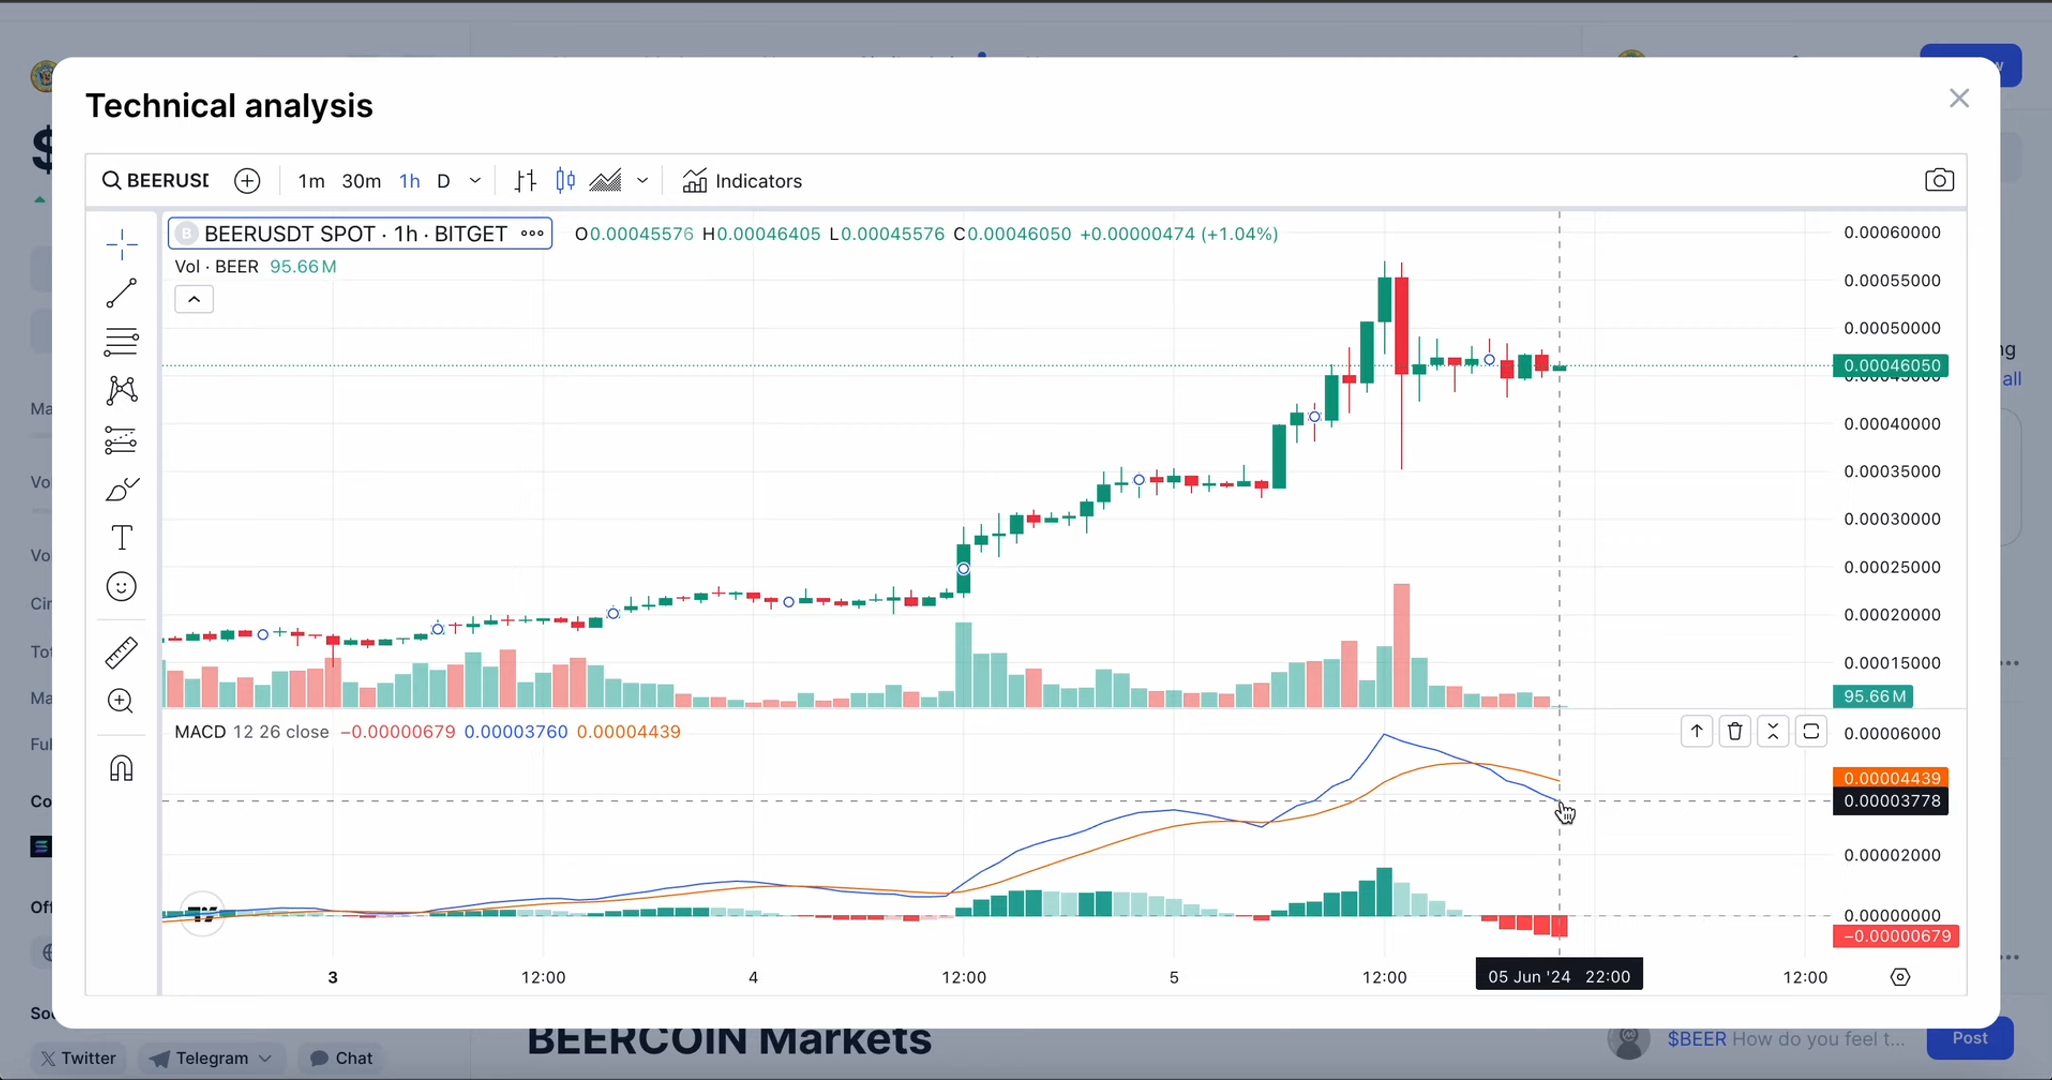 Technical analysis
BEERUSI
1m 30m 1h D
Indicators
BEERUSDT SPOT · 1h · BITGET
O0.00045576 H0.00046405 L0.00045576 C0.00046050 +0.00000474 (+1.04%)
Vol · BEER 95.66M
0.00060000
0.00055000
0.00050000
0.00046050
0.00040000
0.00035000
0.00030000
0.00025000
0.00020000
0.00015000
95.66M
MACD 12 26 close −0.00000679 0.00003760 0.00004439
0.00006000
0.00004439
0.00003778
0.00002000
0.00000000
−0.00000679
3 12:00 4 12:00 5 12:00 05 Jun '24 22:00 12:00
BEERCOIN Markets
Twitter Telegram Chat
$BEER How do you feel t...
Post
all